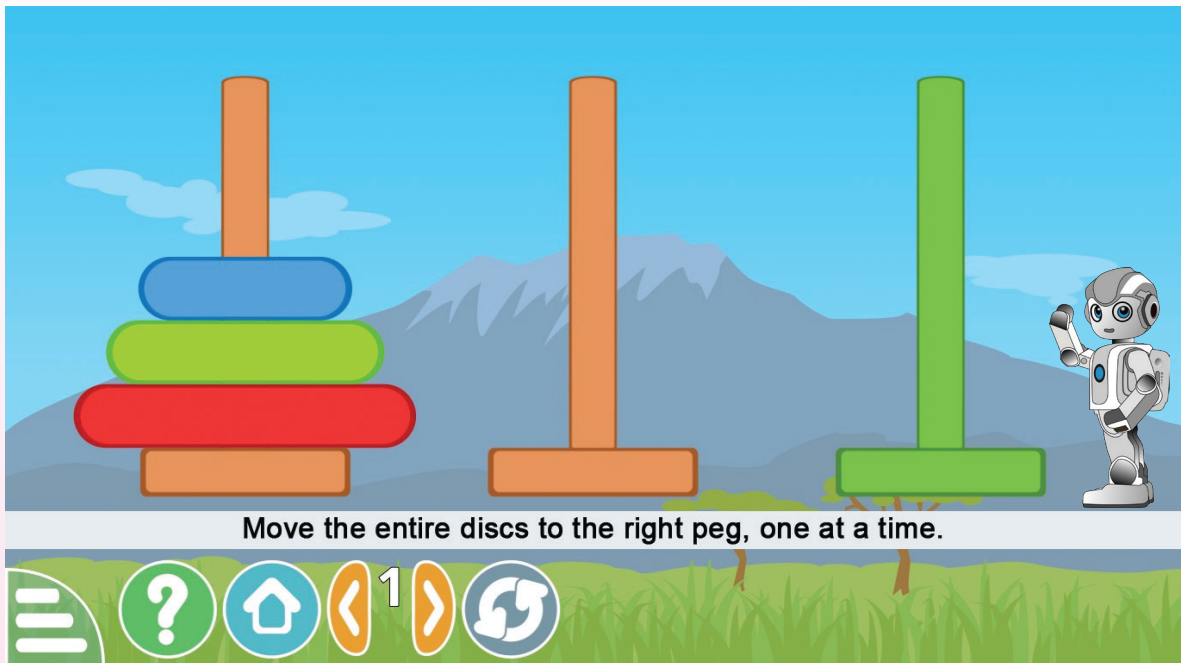 Move the entire discs to the right peg, one at a time.
? 1